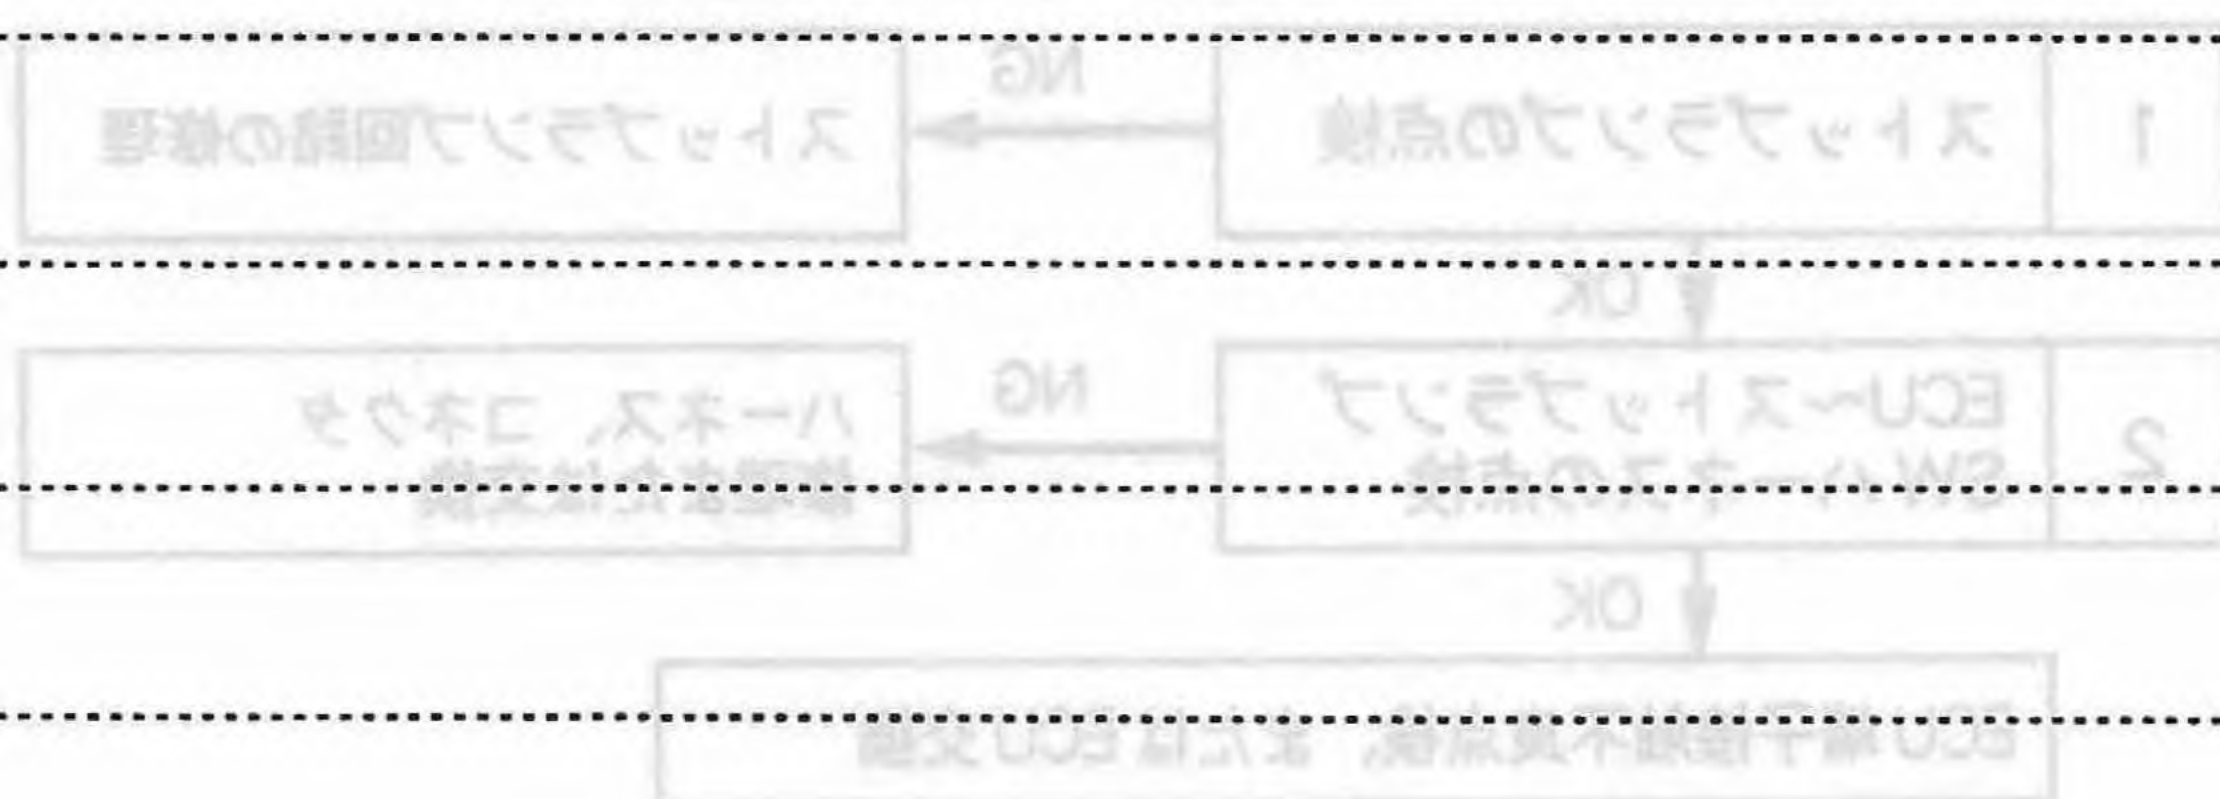 1
ストップランプの点検
NG
ストップランプ回路の修理
OK
2
ECU～ストップランプ
SWハーネスの点検
NG
ハーネス、コネクタ
修理または交換
OK
ECU端子接触不良点検、またはECU交換